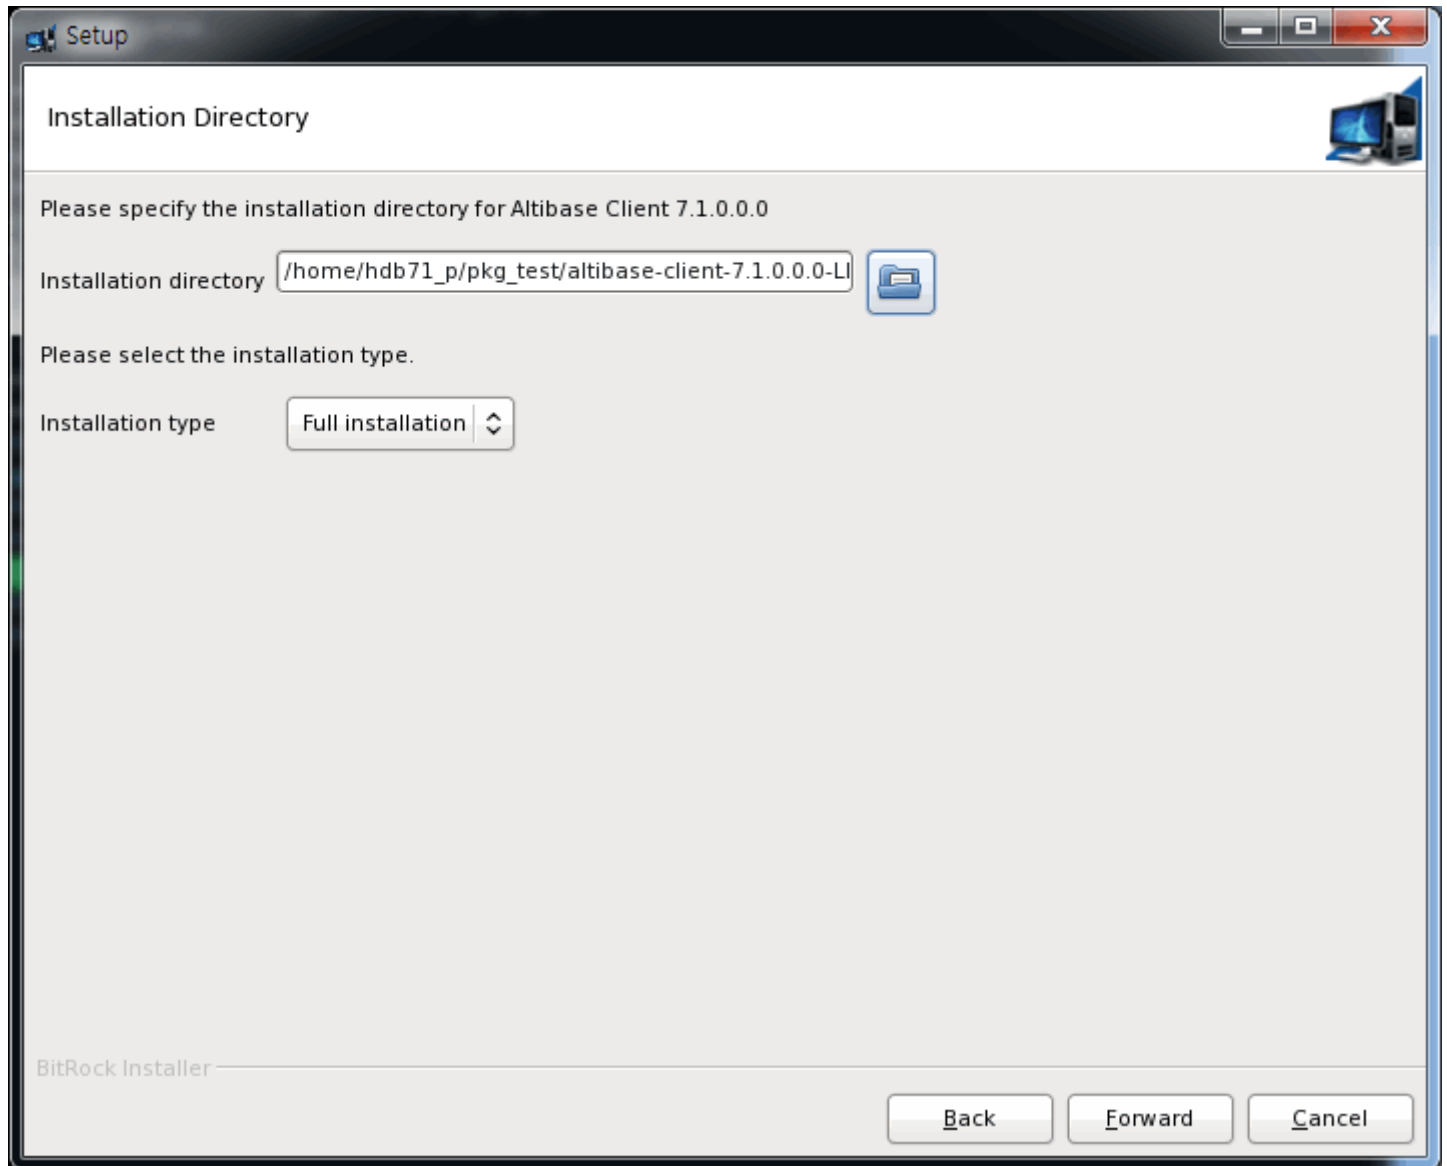 Setup
Installation Directory
Please specify the installation directory for Altibase Client 7.1.0.0.0
Installation directory /home/hdb71_p/pkg_test/altibase-client-7.1.0.0.0-LI
Please select the installation type.
Installation type Full installation
BitRock Installer
Back Forward Cancel